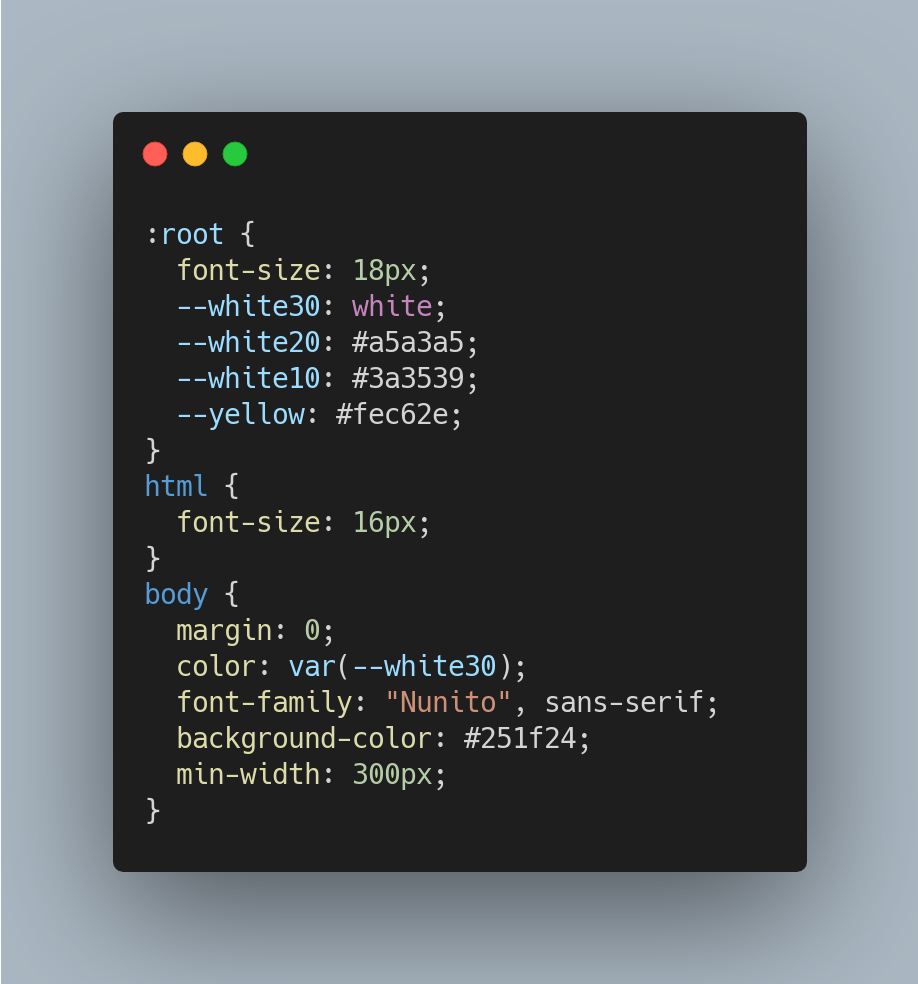 :root {
  font-size: 18px;
  --white30: white;
  --white20: #a5a3a5;
  --white10: #3a3539;
  --yellow: #fec62e;
}
html {
  font-size: 16px;
}
body {
  margin: 0;
  color: var(--white30);
  font-family: "Nunito", sans-serif;
  background-color: #251f24;
  min-width: 300px;
}